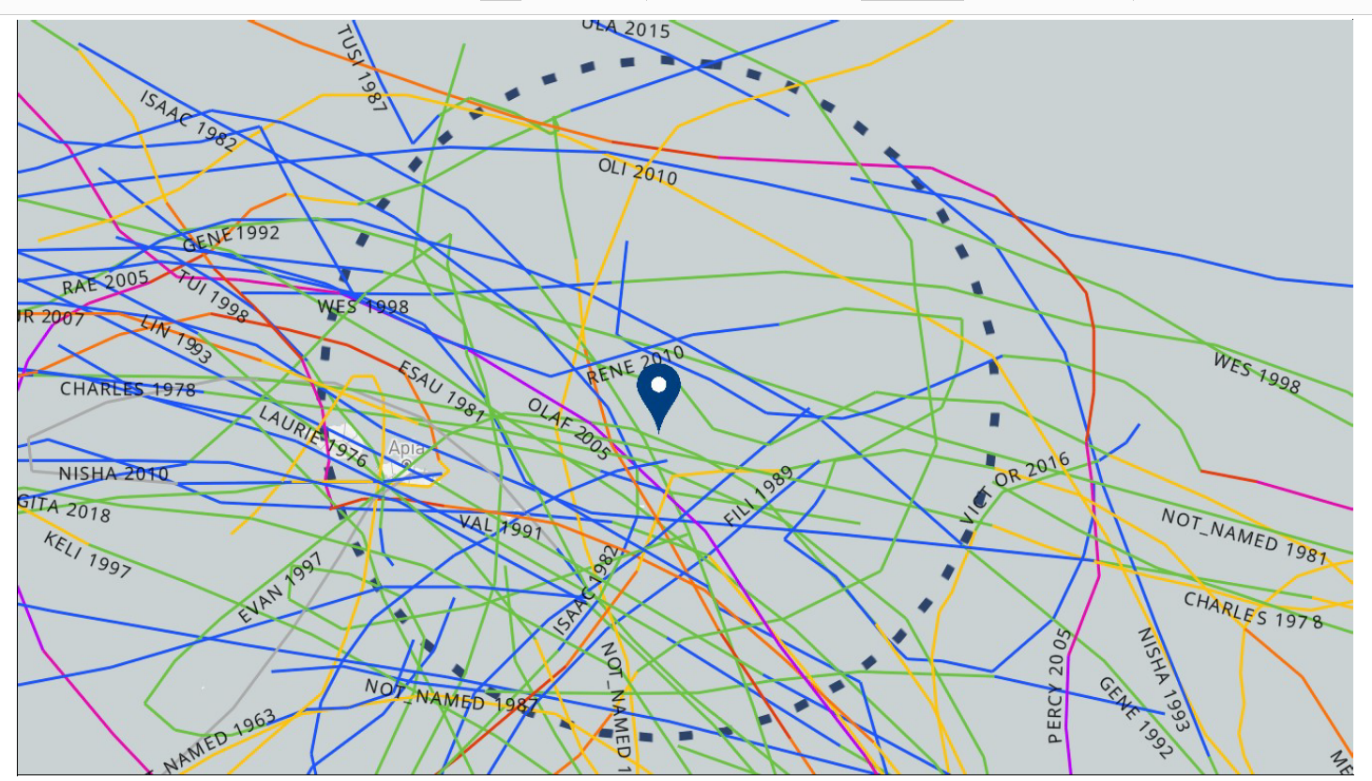 ULA 2015
TUSI 1987
ISAAC 1982
OLI 2010
GENE 1992
RAE 2005
TUI 1998
WES 1998
UR 2007
LIN 1993
RENE 2010
WES 1998
CHARLES 1978
ESAU 1981
OLAF 2005
LAURIE 1976
Apia
NISHA 2010
FILI 1989
VICTOR 2016
GITA 2018
VAL 1991
NOT_NAMED 1981
KELI 1997
EVAN 1997
ISAAC 1982
CHARLES 1978
PERCY 2005
NISHA 1993
NOT_NAMED 1
GENE 1992
NOT_NAMED 1987
NAMED 1963
ME